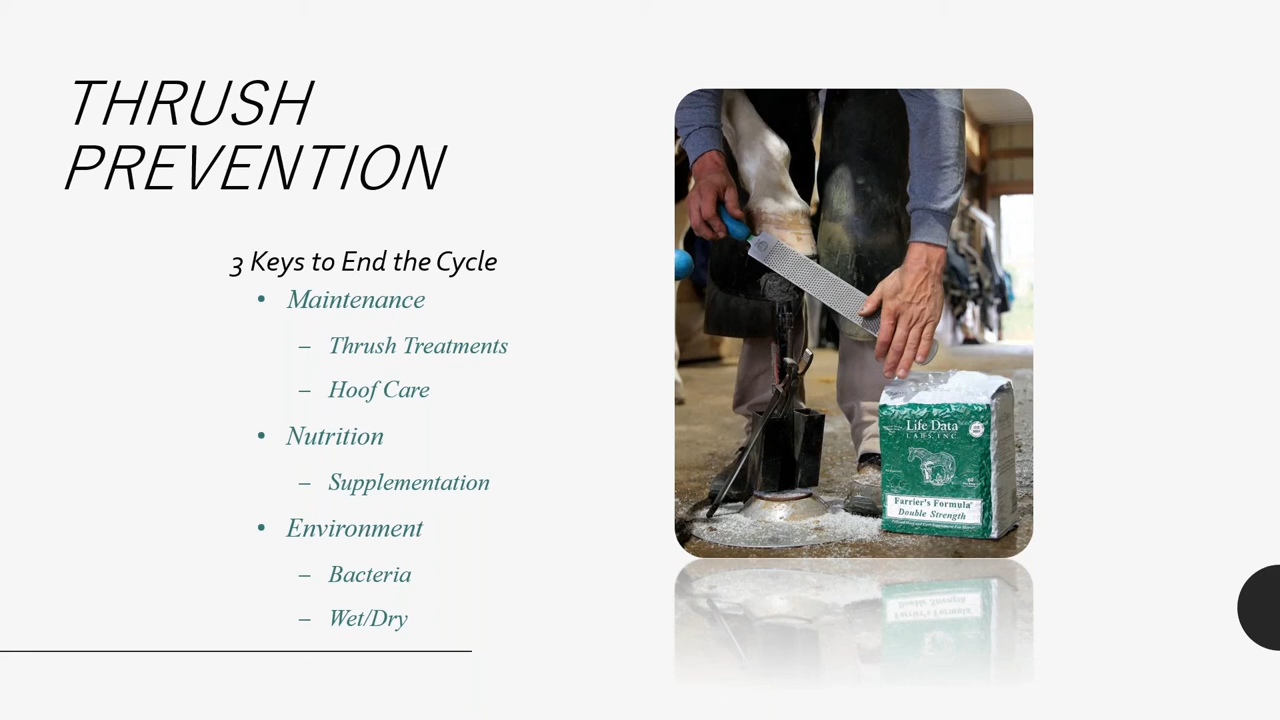 THRUSH
PREVENTION
3 Keys to End the Cycle
• Maintenance
– Thrush Treatments
– Hoof Care
• Nutrition
– Supplementation
• Environment
– Bacteria
– Wet/Dry
Life Data
LABS, INC
Farrier's Formula®
Double Strength